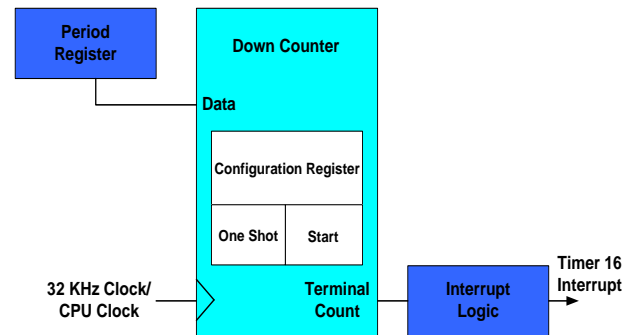 Period
Register
Down Counter
Data
Configuration Register
One Shot
Start
32 KHz Clock/
CPU Clock
Terminal
Count
Interrupt
Logic
Timer 16
Interrupt